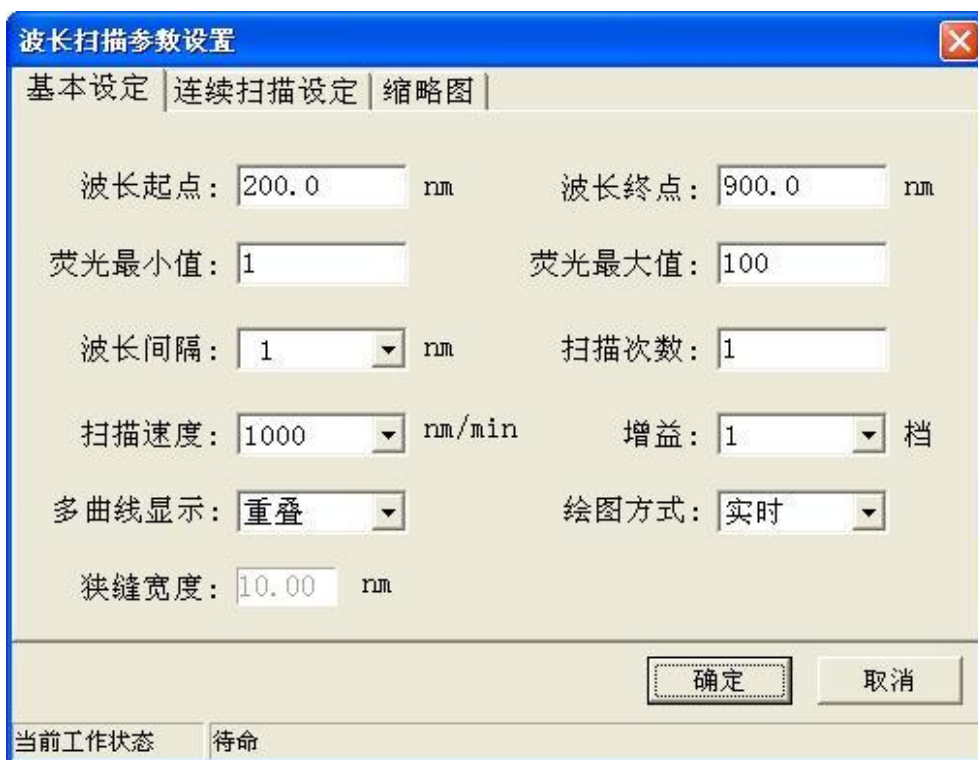 波长扫描参数设置
基本设定 连续扫描设定 缩略图
波长起点: 200.0 nm 波长终点: 900.0 nm
荧光最小值: 1 荧光最大值: 100
波长间隔: 1 nm 扫描次数: 1
扫描速度: 1000 nm/min 增益: 1 档
多曲线显示: 重叠 绘图方式: 实时
狭缝宽度: 10.00 nm
确定 取消
当前工作状态 待命